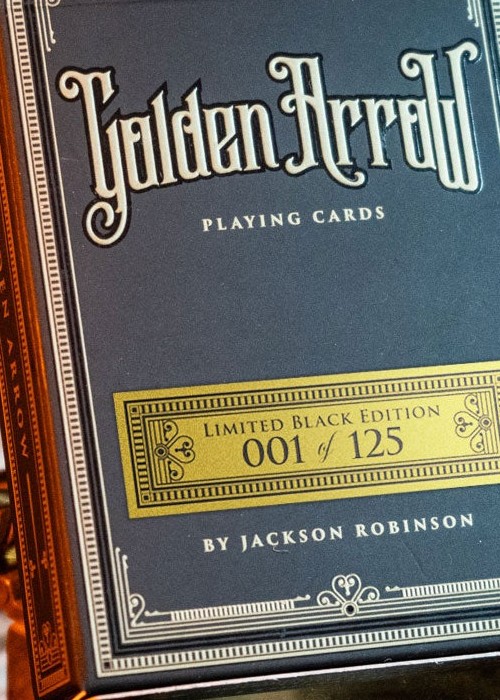 Golden Arrow
PLAYING CARDS
LIMITED BLACK EDITION
001 of 125
BY JACKSON ROBINSON